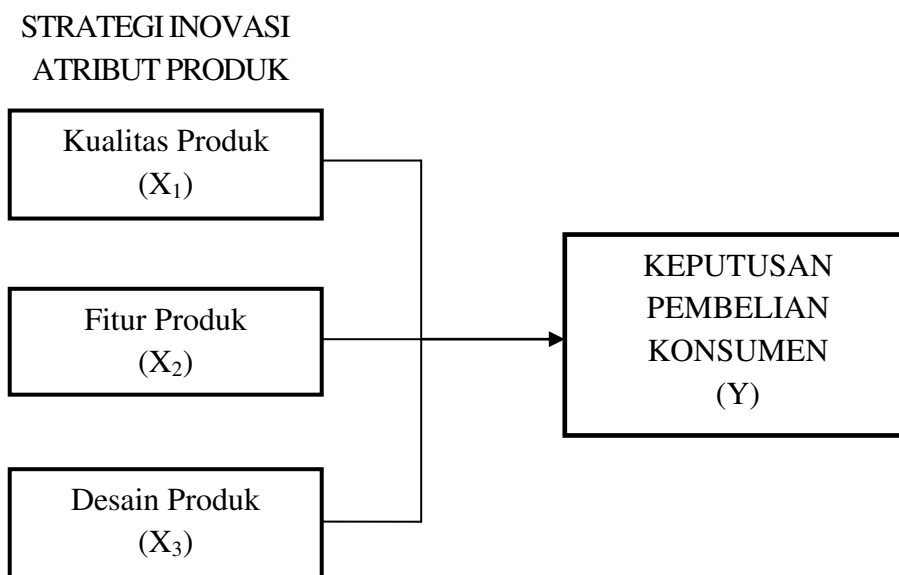 STRATEGI INOVASI
ATRIBUT PRODUK
Kualitas Produk
(X₁)
Fitur Produk
(X₂)
Desain Produk
(X₃)
KEPUTUSAN
PEMBELIAN
KONSUMEN
(Y)